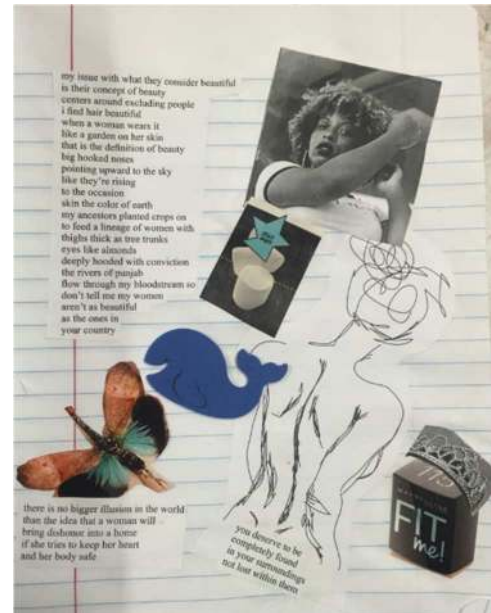 my issue with what they consider beautiful
is their concept of beauty
centers around excluding people
i find hair beautiful
when a woman wears it
like a garden on her skin
that is the definition of beauty
big hooked noses
pointing upward to the sky
like they're rising
to the occasion
skin the color of earth
my ancestors planted crops on
to feed a lineage of women with
thighs thick as tree trunks
eyes like almonds
deeply hooded with conviction
the rivers of punjab
flow through my bloodstream so
don't tell me my women
aren't as beautiful
as the ones in
your country
there is no bigger illusion in the world
than the idea that a woman will
bring dishonor into a home
if she tries to keep her heart
and her body safe
you deserve to be
completely found
in your surroundings
not lost within them
115
MAYBELLINE
FIT
me!